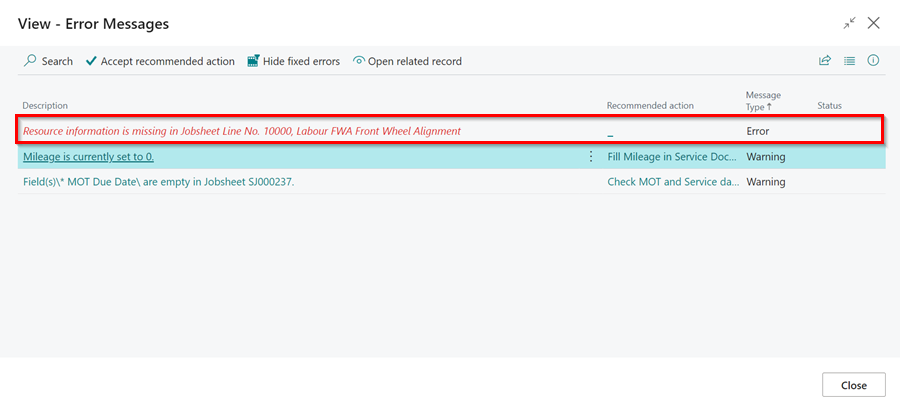 View - Error Messages
Search Accept recommended action Hide fixed errors Open related record
Description Recommended action Message Type↑ Status
Resource information is missing in Jobsheet Line No. 10000, Labour FWA Front Wheel Alignment _ Error
Mileage is currently set to 0. Fill Mileage in Service Doc... Warning
Field(s)\* MOT Due Date\ are empty in Jobsheet SJ000237. Check MOT and Service da... Warning
Close